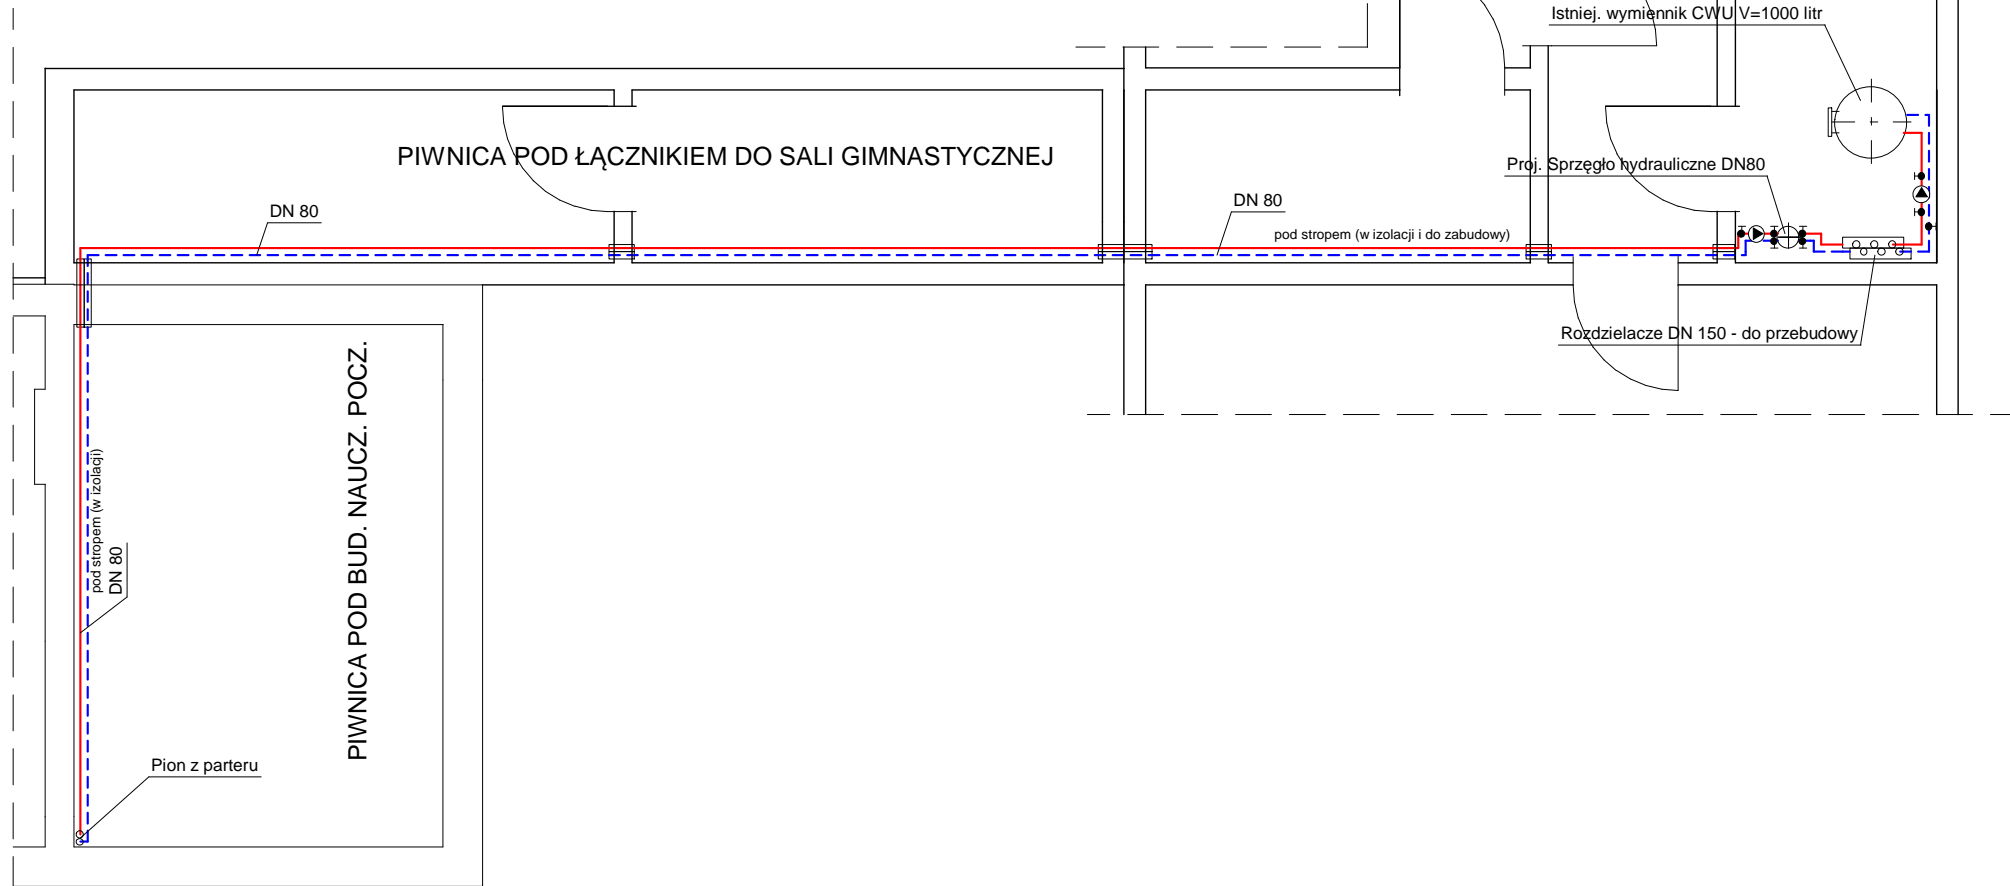 Istniej. wymiennik CWU V=1000 litr
PIWNICA POD ŁĄCZNIKIEM DO SALI GIMNASTYCZNEJ
Proj. Sprzęgło hydrauliczne DN80
DN 80
DN 80
pod stropem (w izolacji i do zabudowy)
Rozdzielacze DN 150 - do przebudowy
pod stropem (w izolacji)
DN 80
PIWNICA POD BUD. NAUCZ. POCZ.
Pion z parteru